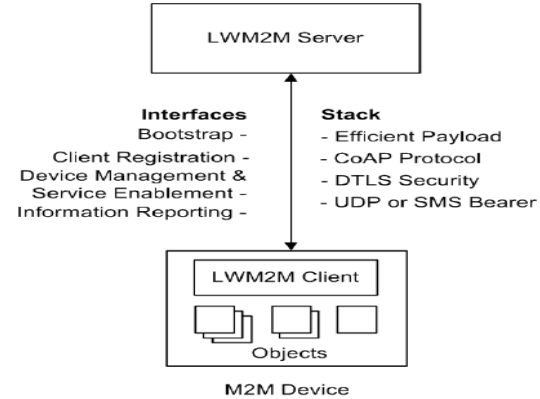 LWM2M Server
Interfaces
Bootstrap -
Client Registration -
Device Management &
Service Enablement -
Information Reporting -
Stack
- Efficient Payload
- CoAP Protocol
- DTLS Security
- UDP or SMS Bearer
LWM2M Client
Objects
M2M Device